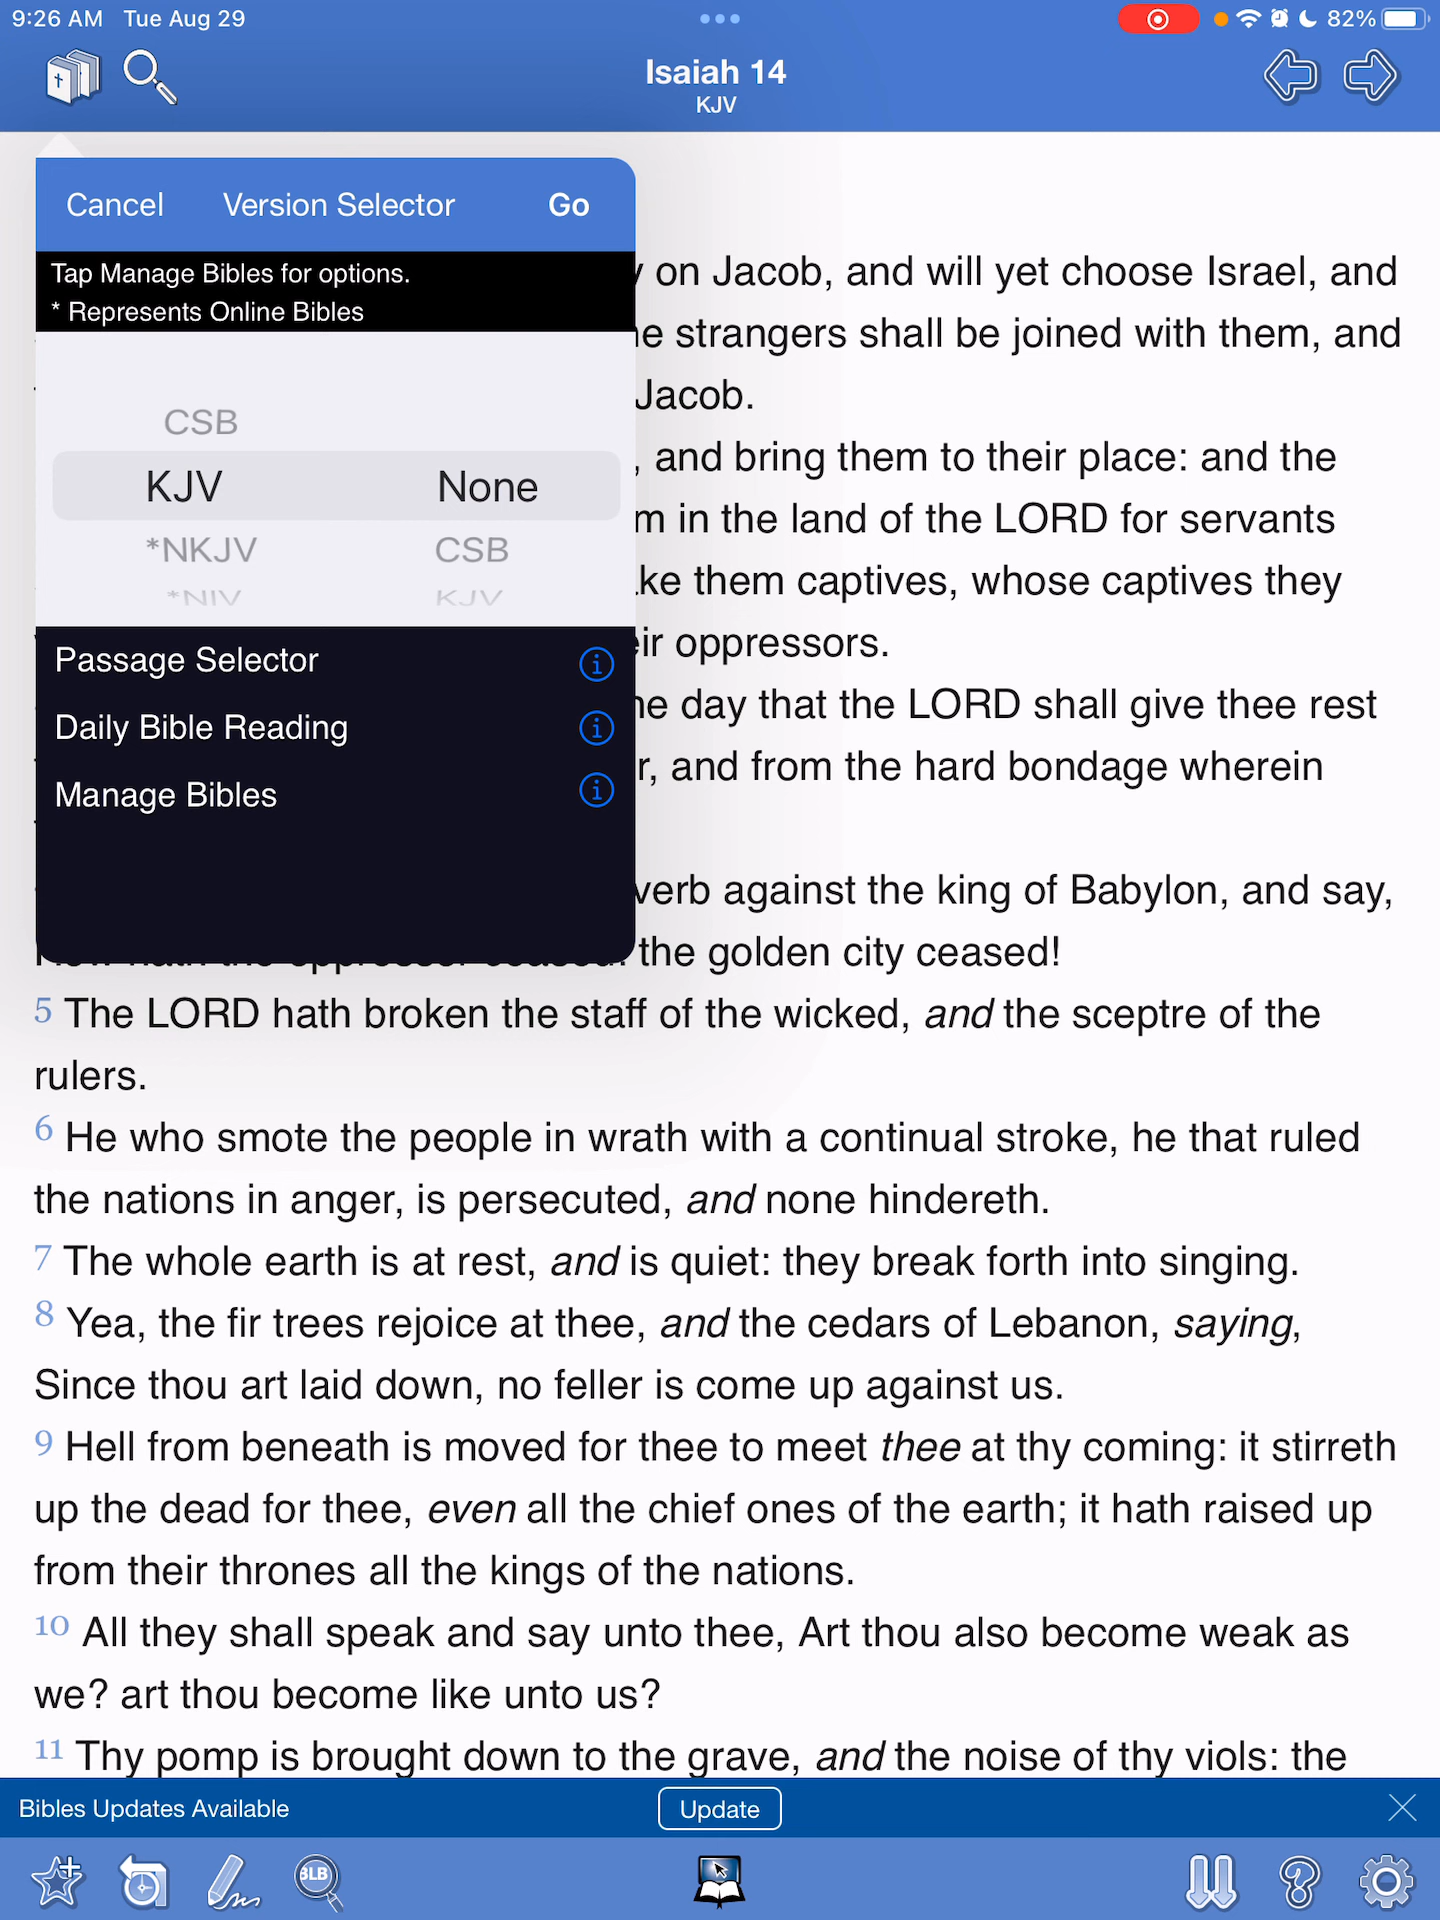 9:26 AM Tue Aug 29
82%
Isaiah 14
KJV
Cancel Version Selector Go
Tap Manage Bibles for options.
* Represents Online Bibles
CSB
KJV None
*NKJV CSB
*NIV KJV
Passage Selector
Daily Bible Reading
Manage Bibles
on Jacob, and will yet choose Israel, and
strangers shall be joined with them, and
Jacob.
, and bring them to their place: and the
in the land of the LORD for servants
them captives, whose captives they
oppressors.
day that the LORD shall give thee rest
, and from the hard bondage wherein
against the king of Babylon, and say,
the golden city ceased!
5 The LORD hath broken the staff of the wicked, and the sceptre of the
rulers.
6 He who smote the people in wrath with a continual stroke, he that ruled
the nations in anger, is persecuted, and none hindereth.
7 The whole earth is at rest, and is quiet: they break forth into singing.
8 Yea, the fir trees rejoice at thee, and the cedars of Lebanon, saying,
Since thou art laid down, no feller is come up against us.
9 Hell from beneath is moved for thee to meet thee at thy coming: it stirreth
up the dead for thee, even all the chief ones of the earth; it hath raised up
from their thrones all the kings of the nations.
10 All they shall speak and say unto thee, Art thou also become weak as
we? art thou become like unto us?
11 Thy pomp is brought down to the grave, and the noise of thy viols: the
Bibles Updates Available Update
BLB